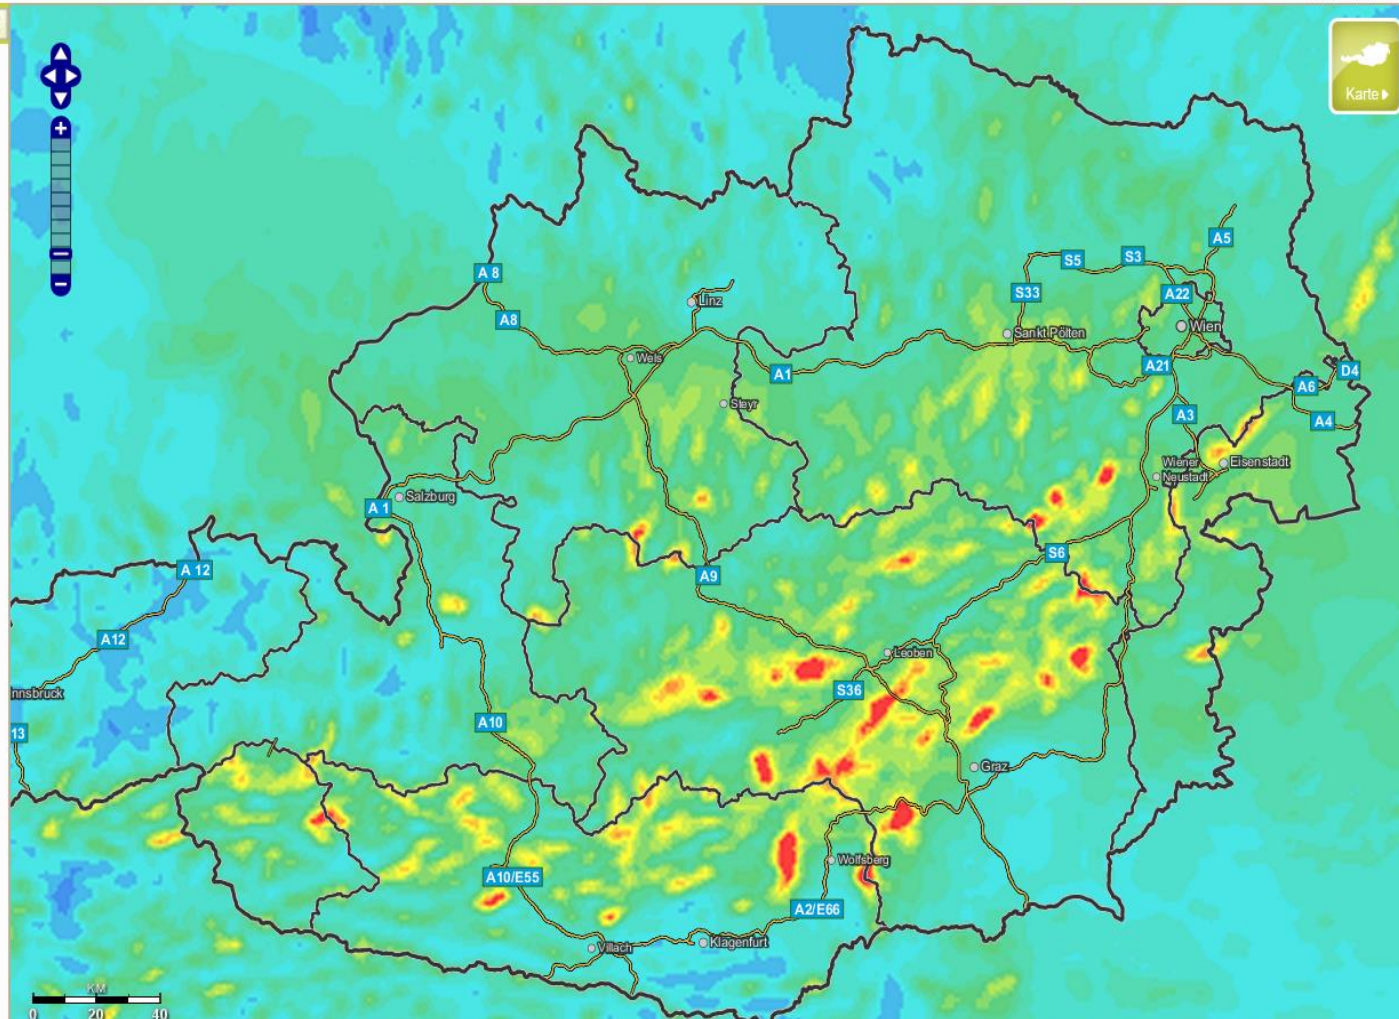 Karte
A5
S5
S3
A 8
S33
A22
Linz
A8
Sankt Pölten
Wien
Wels
A1
A21
D4
A6
Steyr
A3
A4
Wiener
Neustadt
Eisenstadt
Salzburg
A 1
S6
A 12
A9
A12
Leoben
nnsbruck
S36
A10
13
Graz
Wolfsberg
A10/E55
A2/E66
Villach
Klagenfurt
KM
0 20 40